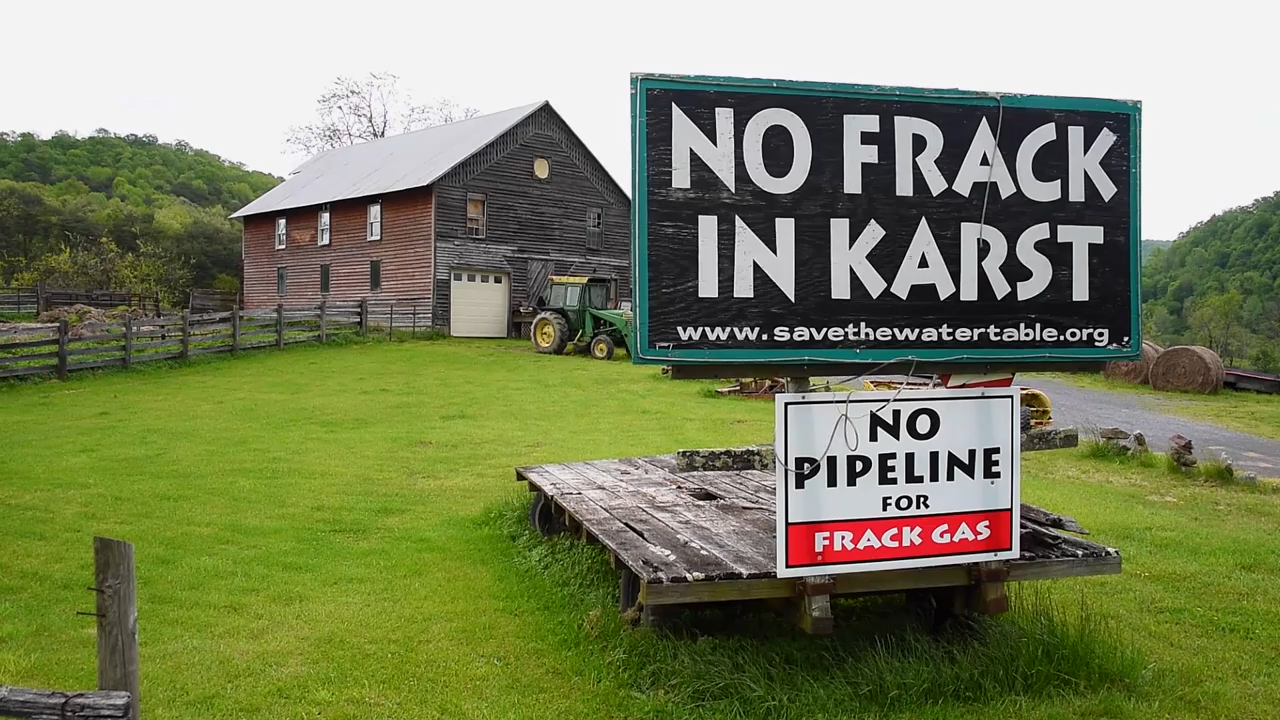 NO FRACK
IN KARST
www.savethewatertable.org
NO
PIPELINE
FOR
FRACK GAS